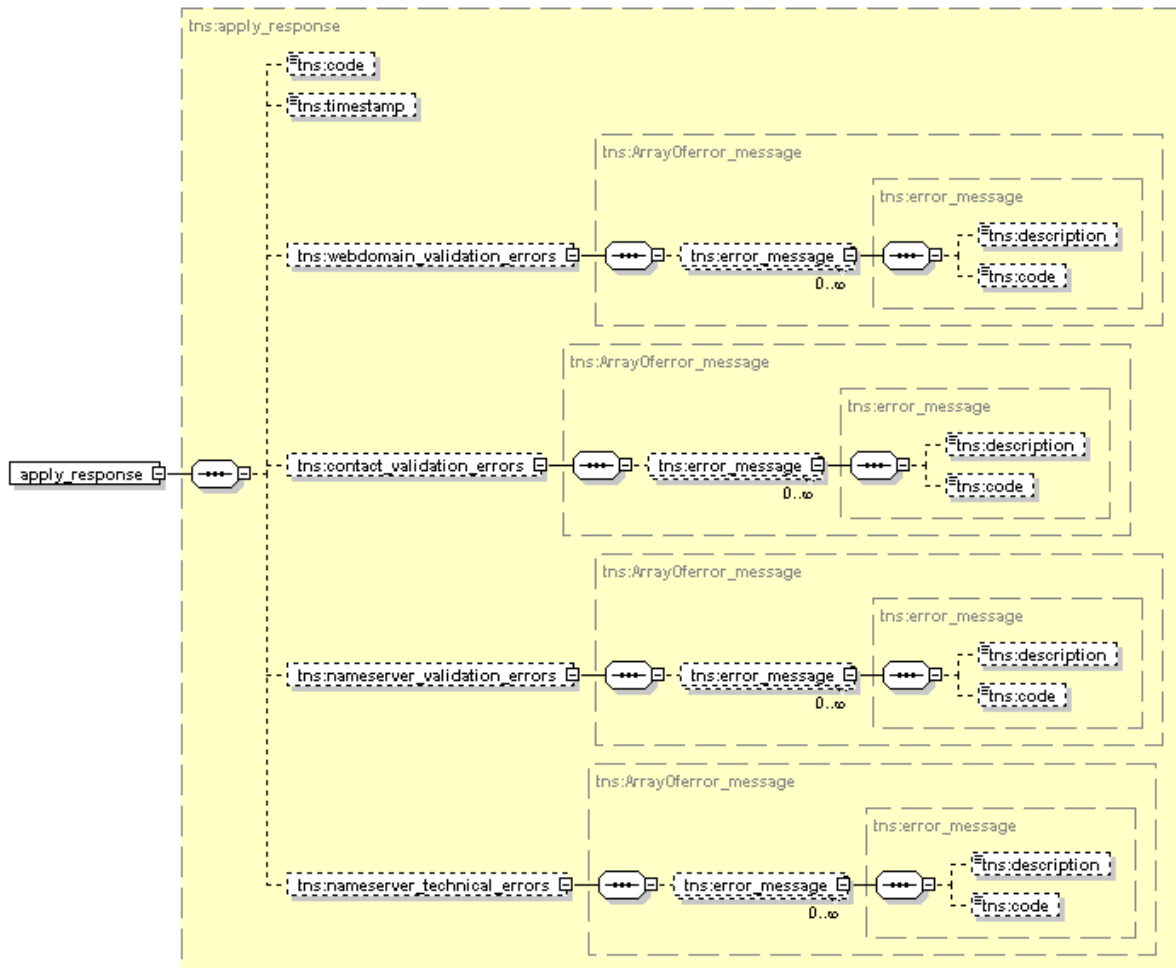 tns:apply_response
tns:code
tns:timestamp
tns:ArrayOferror_message
tns:error_message
tns:description
tns:webdomain_validation_errors
tns:error_message
tns:code
0..∞
tns:ArrayOferror_message
tns:error_message
tns:description
apply_response
tns:contact_validation_errors
tns:error_message
tns:code
0..∞
tns:ArrayOferror_message
tns:error_message
tns:description
tns:nameserver_validation_errors
tns:error_message
tns:code
0..∞
tns:ArrayOferror_message
tns:error_message
tns:description
tns:nameserver_technical_errors
tns:error_message
tns:code
0..∞